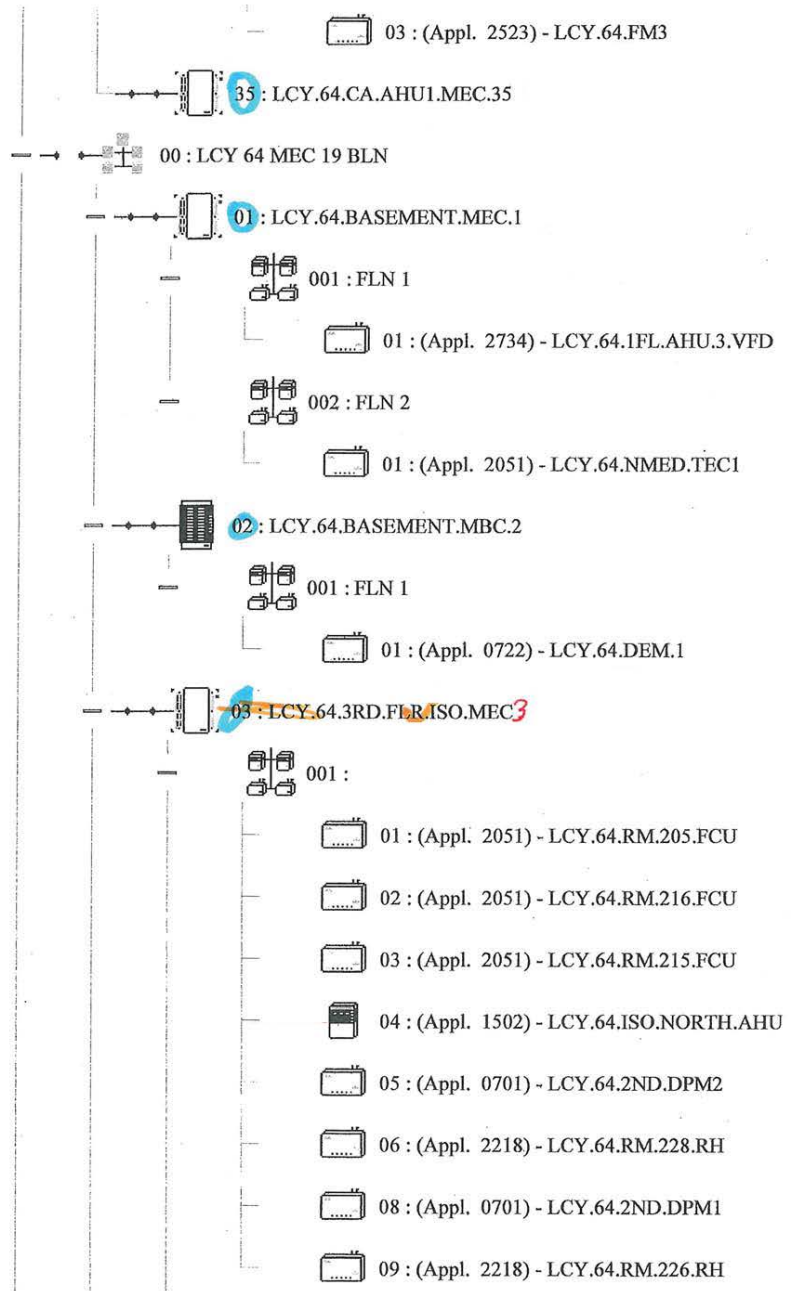 03 : (Appl. 2523) - LCY.64.FM3
35 : LCY.64.CA.AHU1.MEC.35
00 : LCY 64 MEC 19 BLN
01 : LCY.64.BASEMENT.MEC.1
001 : FLN 1
01 : (Appl. 2734) - LCY.64.1FL.AHU.3.VFD
002 : FLN 2
01 : (Appl. 2051) - LCY.64.NMED.TEC1
02 : LCY.64.BASEMENT.MBC.2
001 : FLN 1
01 : (Appl. 0722) - LCY.64.DEM.1
03 : LCY.64.3RD.FLR.ISO.MEC3
001 :
01 : (Appl. 2051) - LCY.64.RM.205.FCU
02 : (Appl. 2051) - LCY.64.RM.216.FCU
03 : (Appl. 2051) - LCY.64.RM.215.FCU
04 : (Appl. 1502) - LCY.64.ISO.NORTH.AHU
05 : (Appl. 0701) - LCY.64.2ND.DPM2
06 : (Appl. 2218) - LCY.64.RM.228.RH
08 : (Appl. 0701) - LCY.64.2ND.DPM1
09 : (Appl. 2218) - LCY.64.RM.226.RH